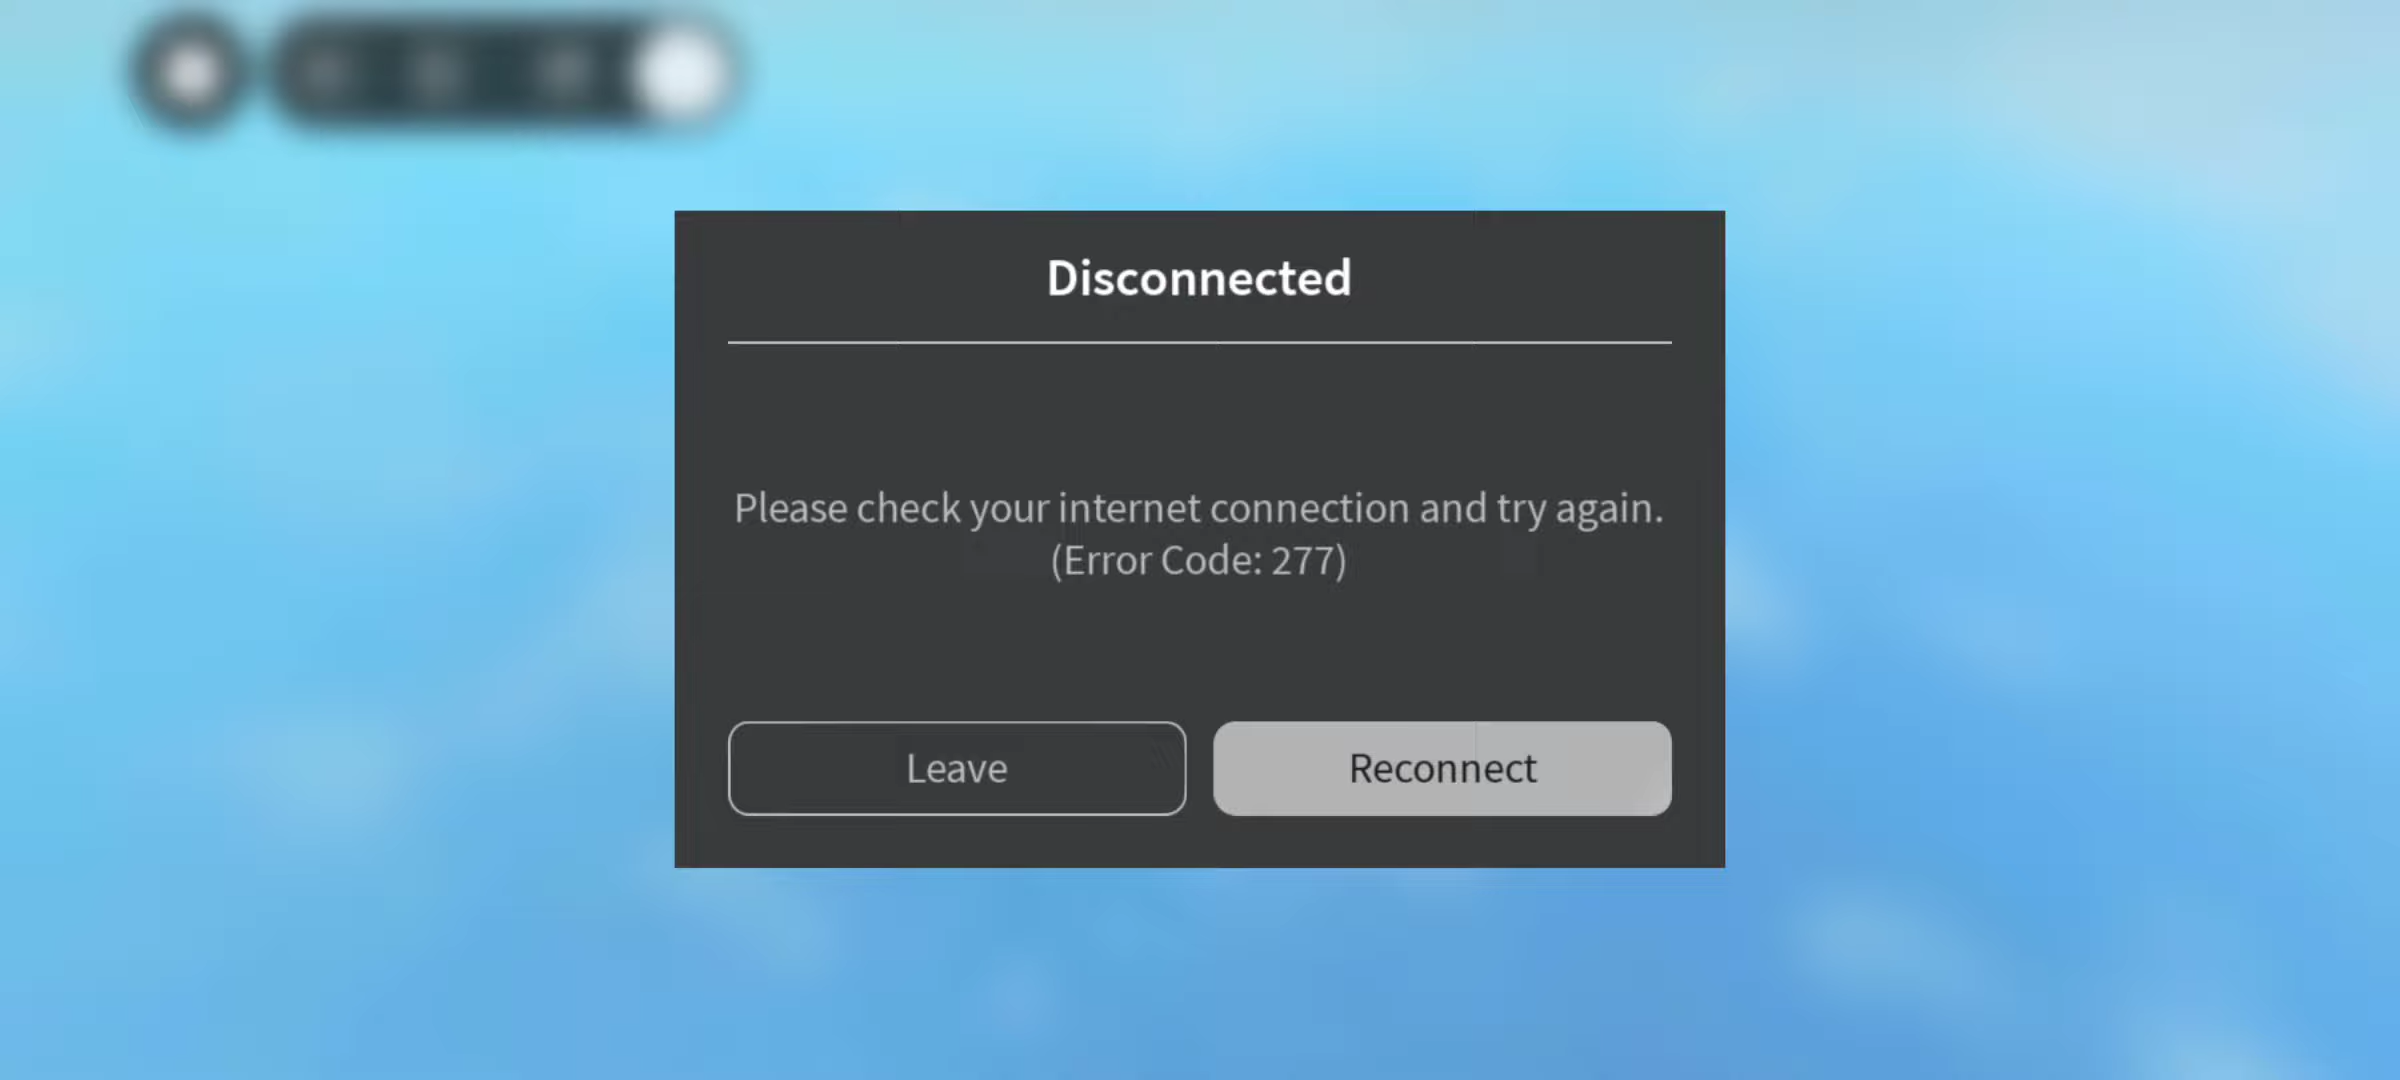 Disconnected
Please check your internet connection and try again.
(Error Code: 277)
Leave
Reconnect